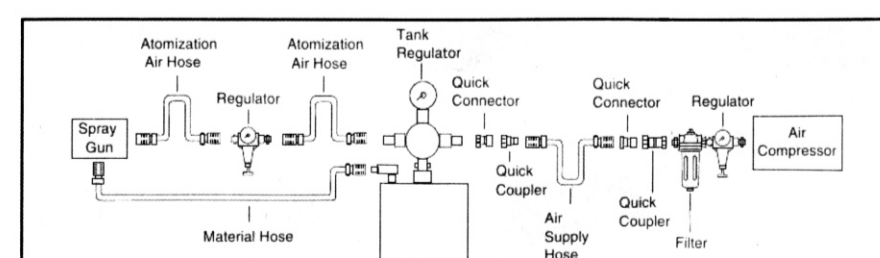 Atomization
Air Hose
Atomization
Air Hose
Tank
Regulator
Regulator
Quick
Connector
Quick
Connector
Regulator
Spray
Gun
Air
Compressor
Quick
Coupler
Quick
Coupler
Material Hose
Air
Supply
Hose
Filter